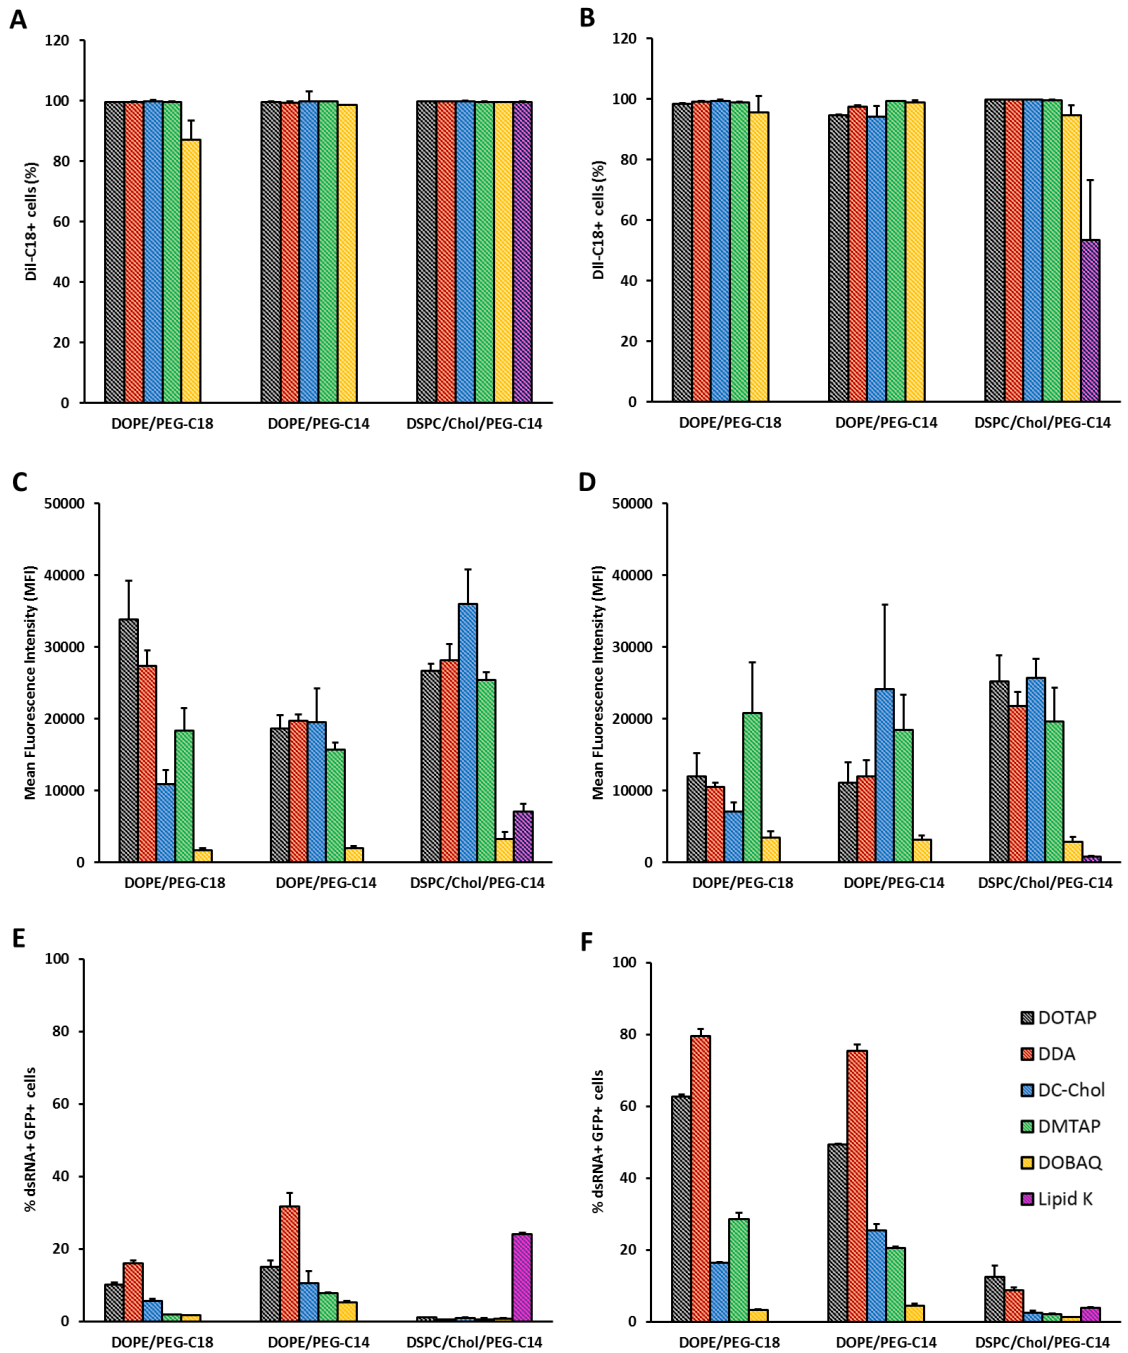 A
120
100
80
60
40
20
0
DiI-C18+ cells (%)
DOPE/PEG-C18
DOPE/PEG-C14
DSPC/Chol/PEG-C14
B
120
100
80
60
40
20
0
DII-C18+ cells (%)
DOPE/PEG-C18
DOPE/PEG-C14
DSPC/Chol/PEG-C14
C
50000
40000
30000
20000
10000
0
Mean FLuorescence Intensity (MFI)
DOPE/PEG-C18
DOPE/PEG-C14
DSPC/Chol/PEG-C14
D
50000
40000
30000
20000
10000
0
Mean Fluorescence Intensity (MFI)
DOPE/PEG-C18
DOPE/PEG-C14
DSPC/Chol/PEG-C14
E
100
80
60
40
20
0
% dsRNA+ GFP+ cells
DOPE/PEG-C18
DOPE/PEG-C14
DSPC/Chol/PEG-C14
F
100
80
60
40
20
0
% dsRNA+ GFP+ cells
DOPE/PEG-C18
DOPE/PEG-C14
DSPC/Chol/PEG-C14
DOTAP
DDA
DC-Chol
DMTAP
DOBAQ
Lipid K